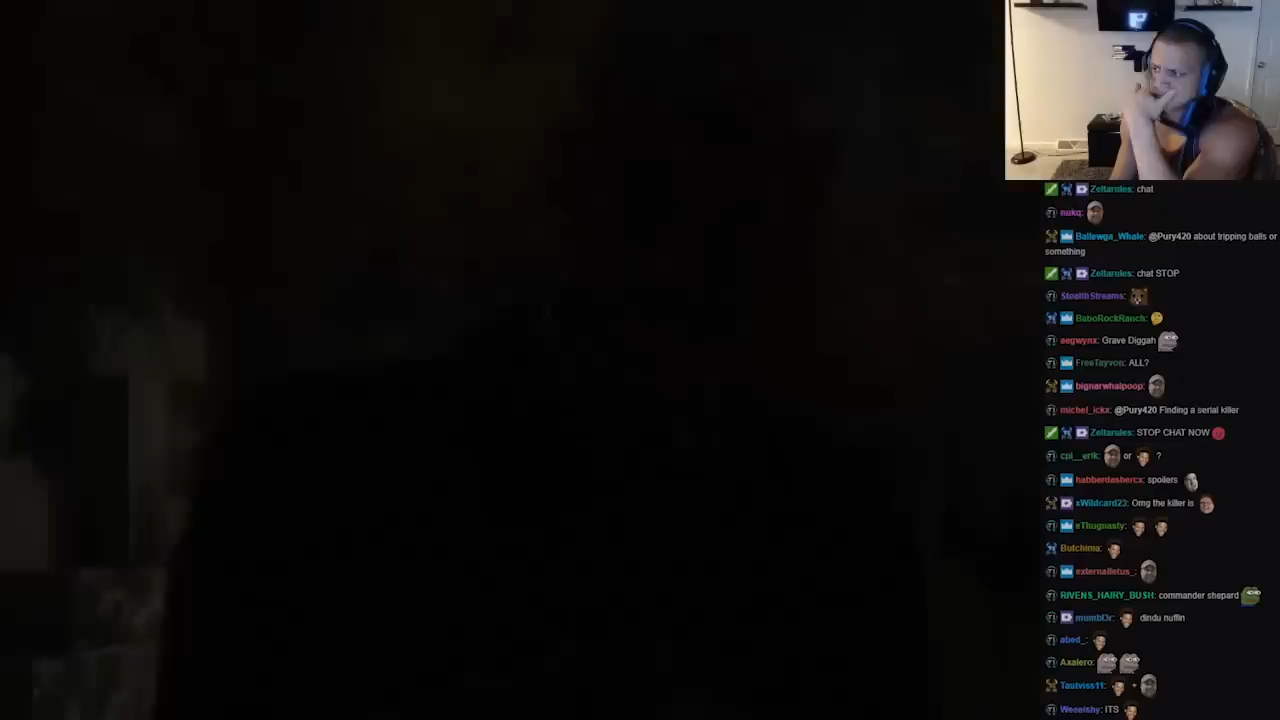 Zeltarules: chat
nukq:
Ballewga_Whale: @Pury420 about tripping balls or
something
Zeltarules: chat STOP
StealthStreams:
BaboRockRanch:
aegwynx: Grave Diggah
FreeTayvon: ALL?
bignarwhalpoop:
michel_ickx: @Pury420 Finding a serial killer
Zeltarules: STOP CHAT NOW
cpl__erik: or ?
habberdashercx: spoilers
xWildcard23: Omg the killer is
eThugnasty:
Butchima:
externalletus_:
RIVENS_HAIRY_BUSH: commander shepard
mumbl3r: dindu nuffin
abed_:
Axalero:
Tautviss11: +
Weeeishy: ITS